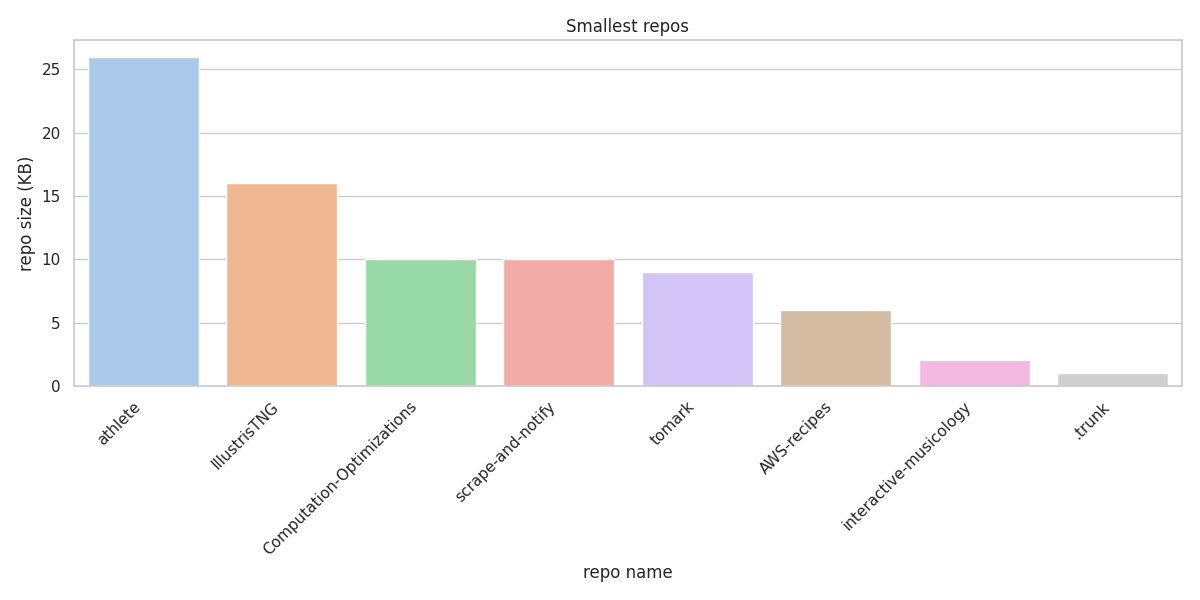 Smallest repos
repo size (KB)
25
20
15
10
5
0
athlete
IllustrisTNG
Computation-Optimizations
scrape-and-notify
tomark
AWS-recipes
interactive-musicology
.trunk
repo name